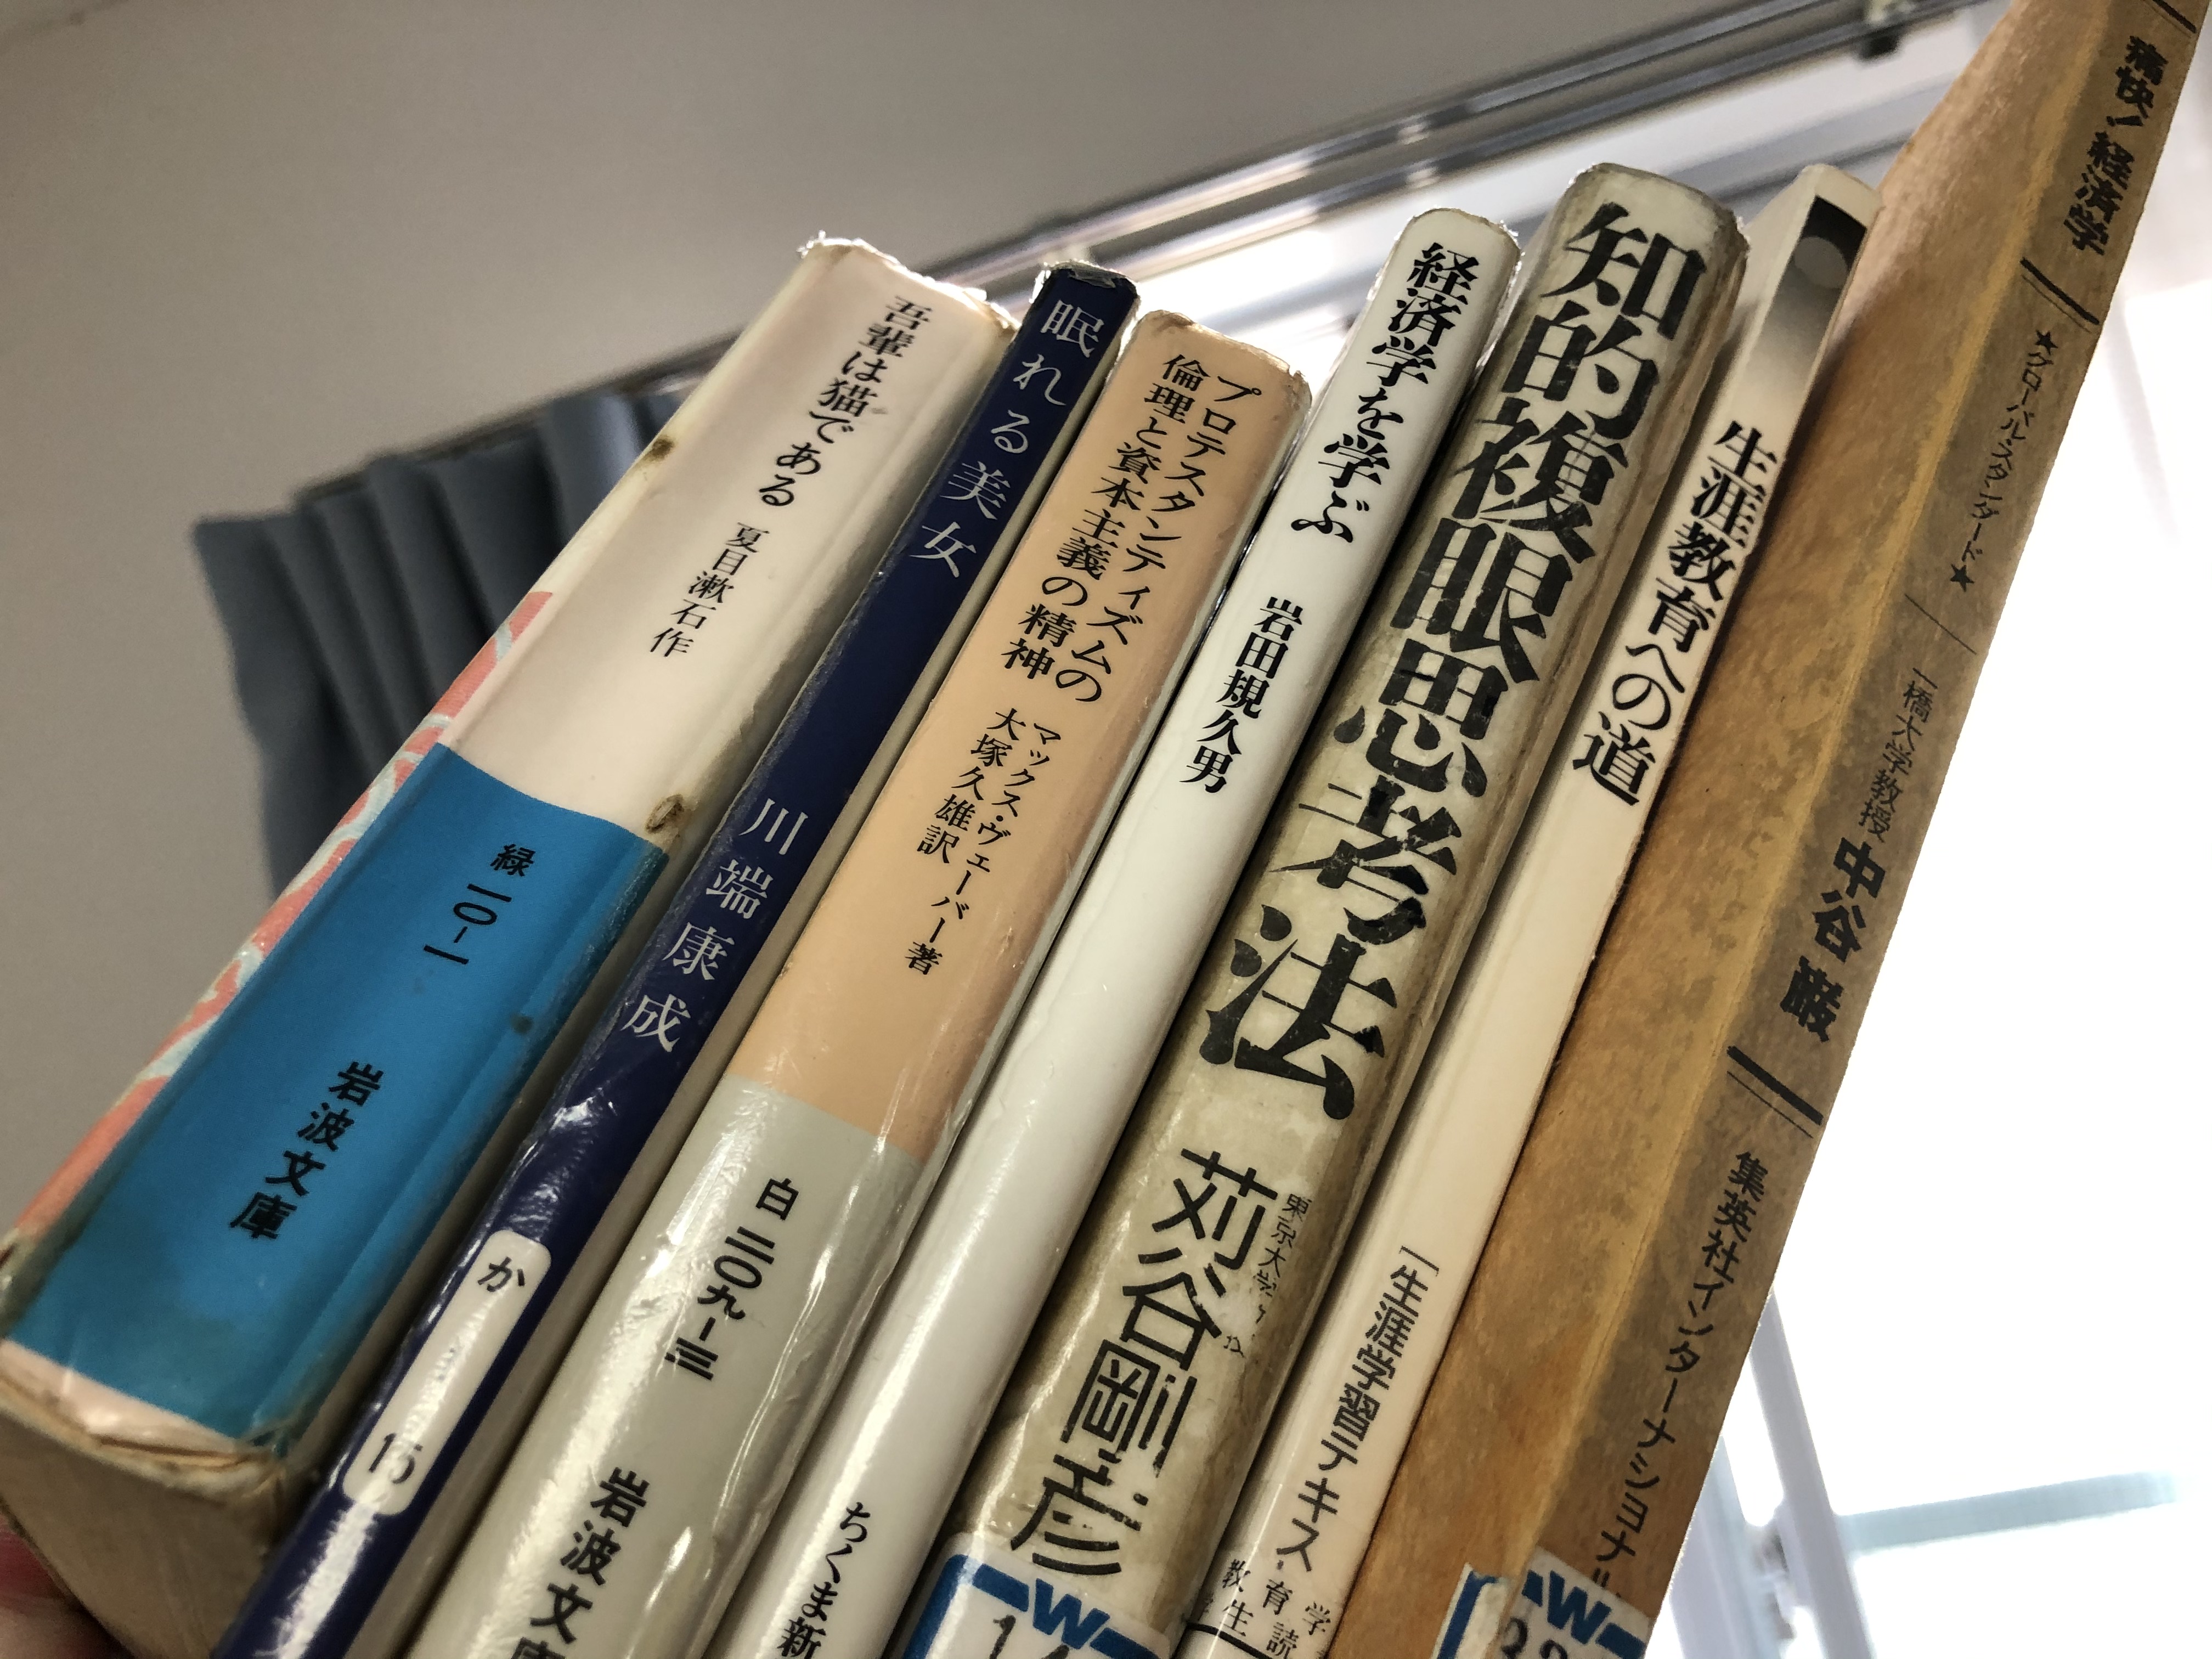 吾輩は猫である 夏目漱石作
緑一〇-一
岩波文庫
眠れる美女
川端康成
か
15
プロテスタンティズムの
倫理と資本主義の精神
マックス・ヴェーバー著
大塚久雄訳
白二〇九-三
岩波文庫
経済学を学ぶ
岩田規久男
ちくま新
知的複眼思考法
東京大学
苅谷剛彦
W
生涯教育への道
「生涯学習テキス
痛快!経済学
★グローバル・スタンダード★
一橋大学教授
中谷 巌
集英社インターナショナル
W